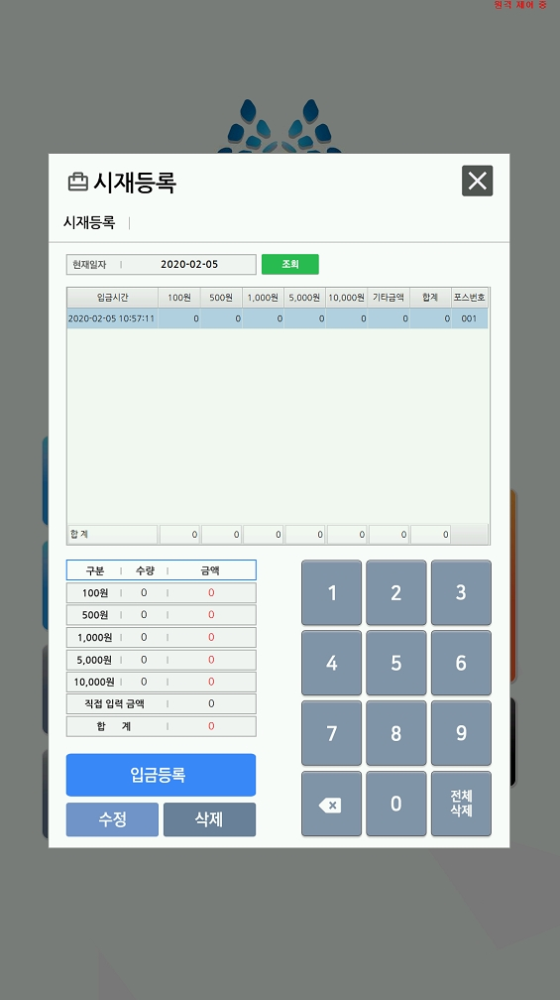 원격 제어 중
시재등록
시재등록
현재일자 2020-02-05 조회
입금시간 100원 500원 1,000원 5,000원 10,000원 기타금액 합계 포스번호
2020-02-05 10:57:11 0 0 0 0 0 0 0 001
합 계 0 0 0 0 0 0 0
구분 수량 금액
100원 0 0
500원 0 0
1,000원 0 0
5,000원 0 0
10,000원 0 0
직접 입력 금액 0
합 계 0
입금등록
수정 삭제
1 2 3
4 5 6
7 8 9
0 전체
삭제